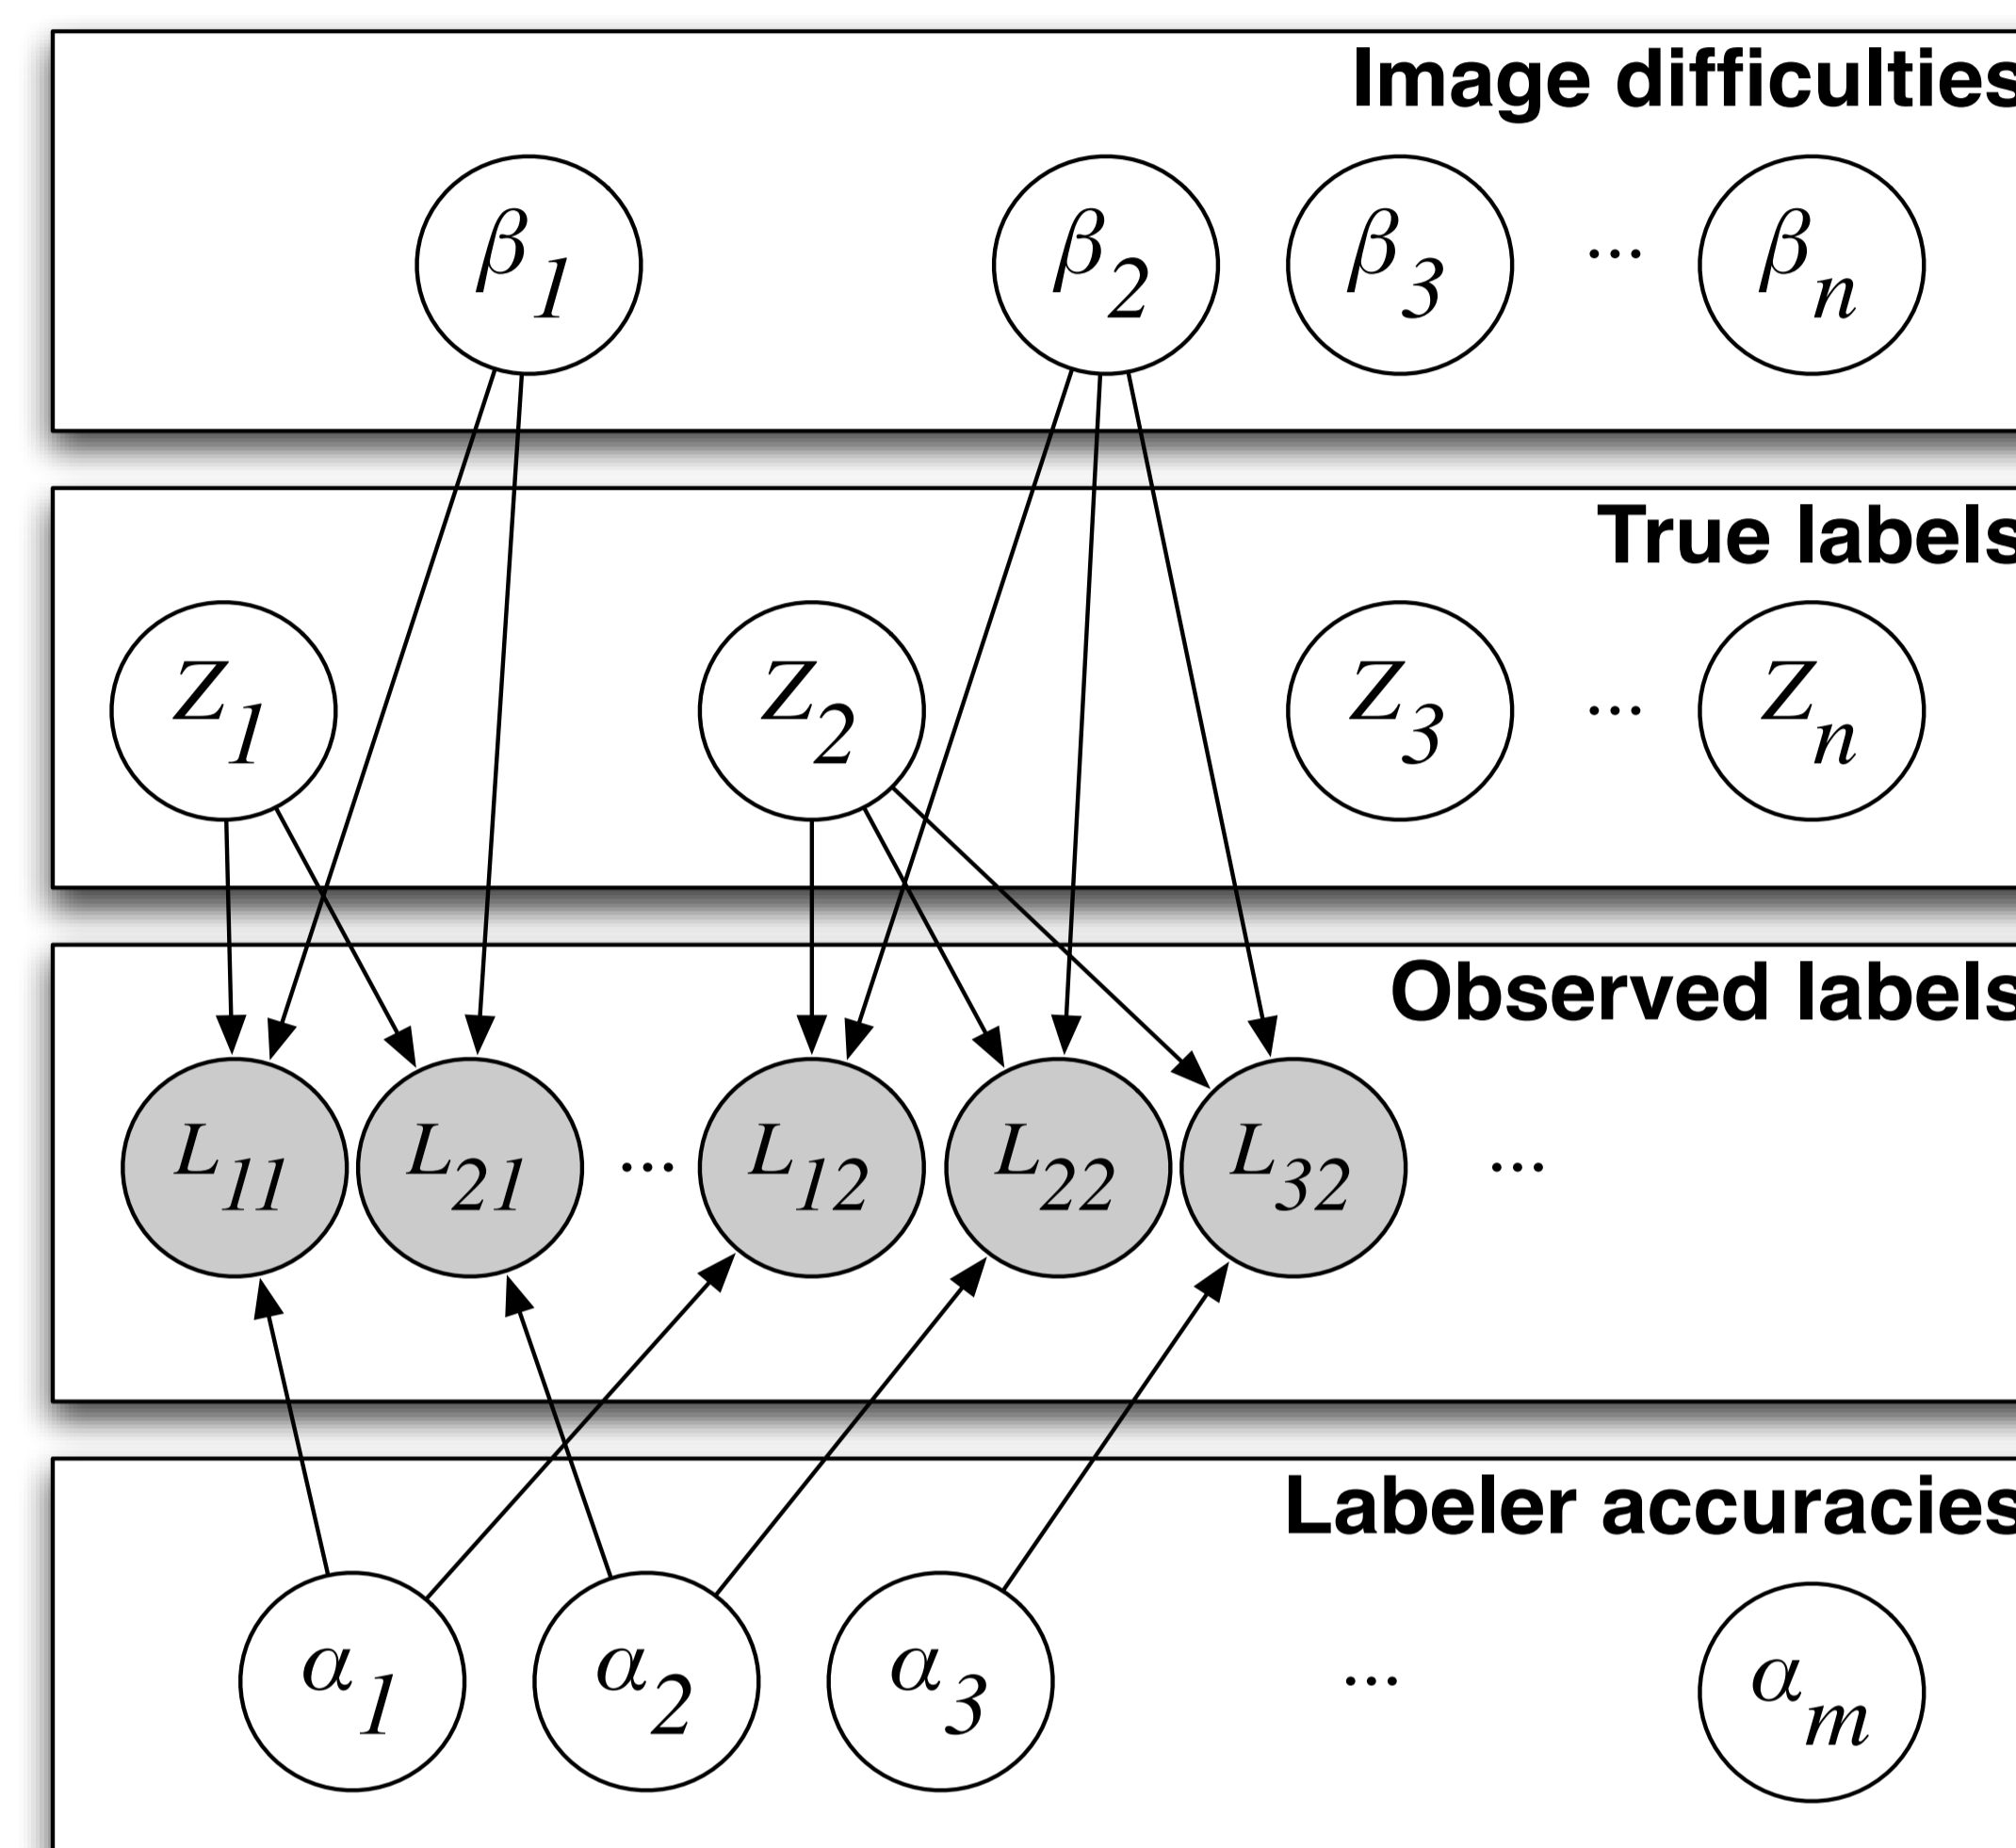 Image difficulties
β1 β2 β3 ... βn
True labels
Z1 Z2 Z3 ... Zn
Observed labels
L11 L21 ... L12 L22 L32 ...
Labeler accuracies
α1 α2 α3 ... αm